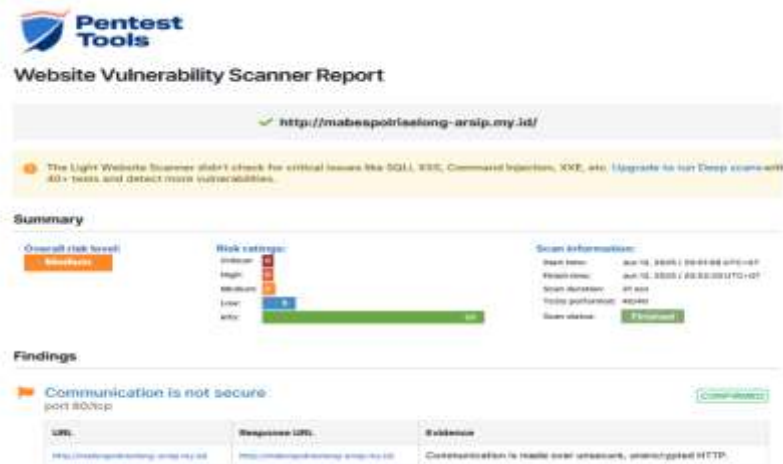 Pentest
Tools
Website Vulnerability Scanner Report
http://mabespolriselong-arsip.my.id/
The Light Website Scanner didn't check for critical issues like SQLi, XSS, Command Injection, XXE, etc. Upgrade to run Deep scans with
40+ tests and detect more vulnerabilities.
Summary
Overall risk level:
Medium
Risk ratings:
Critical:
High:
Medium:
Low:
Info:
Scan information:
Start time:
Finish time:
Scan duration:
Tests performed:
Scan status:
Finished
Findings
Communication is not secure
port 80/tcp
CONFIRMED
URL
Response URL
Evidence
Communication is made over unsecure, unencrypted HTTP.